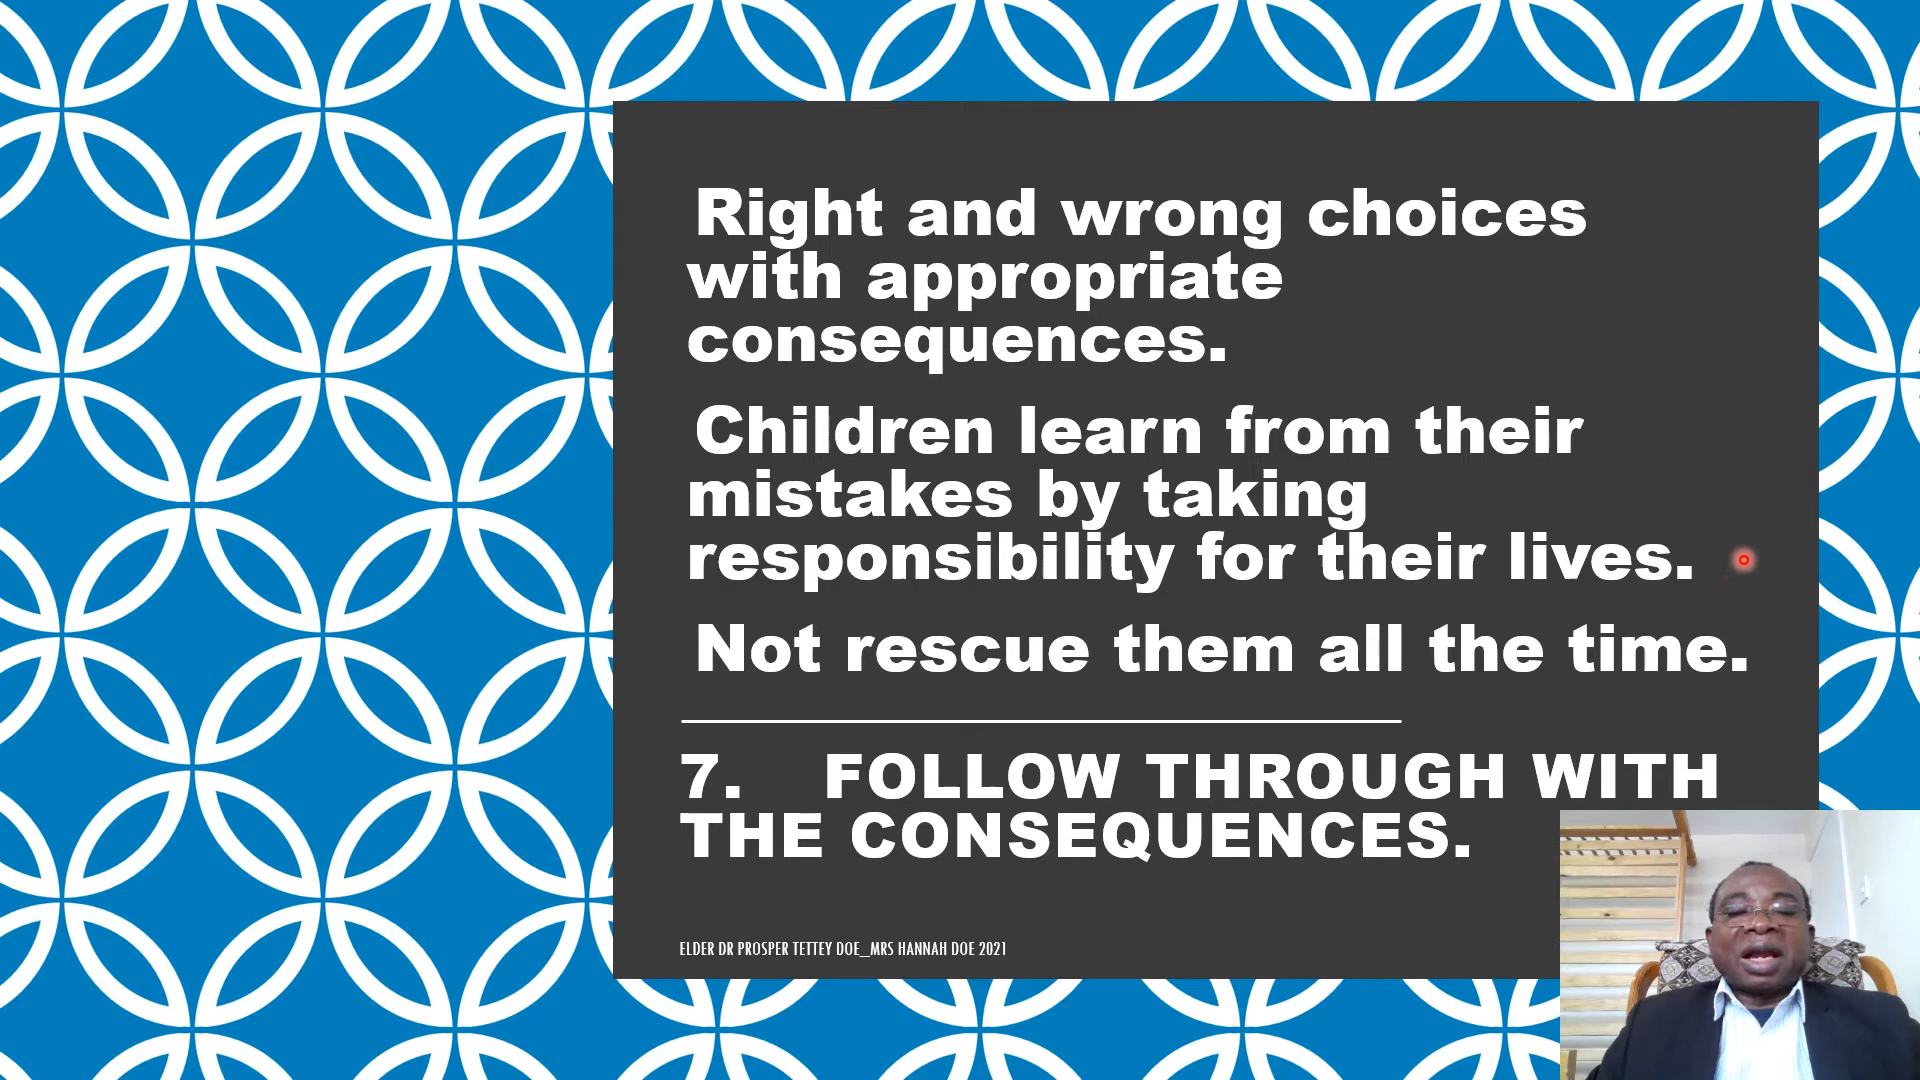 Right and wrong choices
with appropriate
consequences.
Children learn from their
mistakes by taking
responsibility for their lives.
Not rescue them all the time.
7. FOLLOW THROUGH WITH
THE CONSEQUENCES.
ELDER DR PROSPER TETTEY DOE_MRS HANNAH DOE 2021